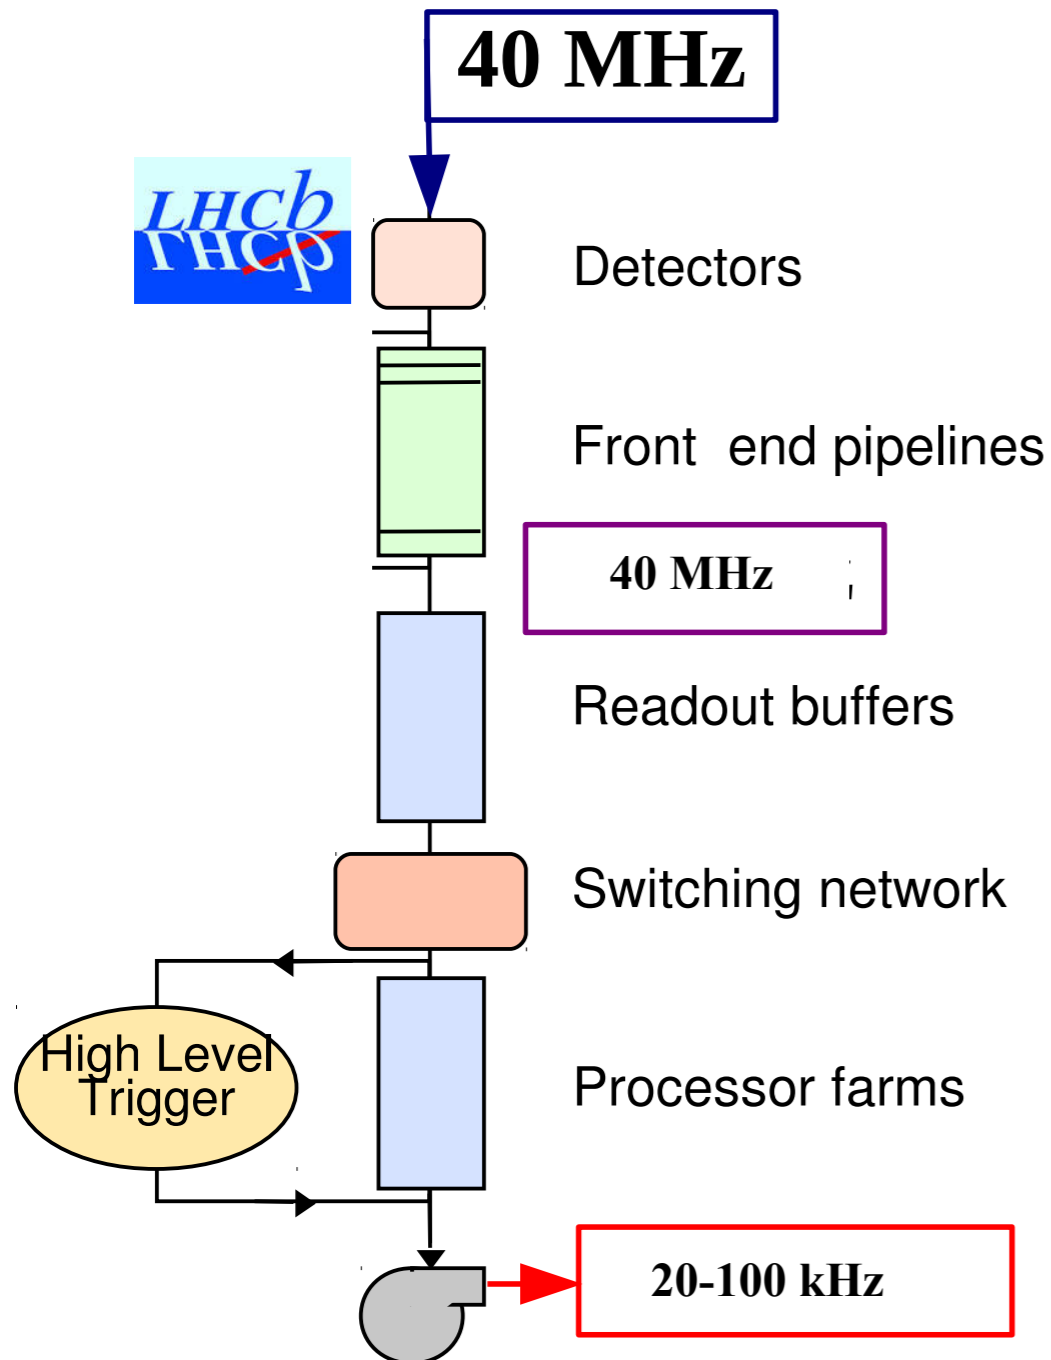 40 MHz
LHCb
LHCb
Detectors
Front end pipelines
40 MHz
Readout buffers
Switching network
High Level
Trigger
Processor farms
20-100 kHz